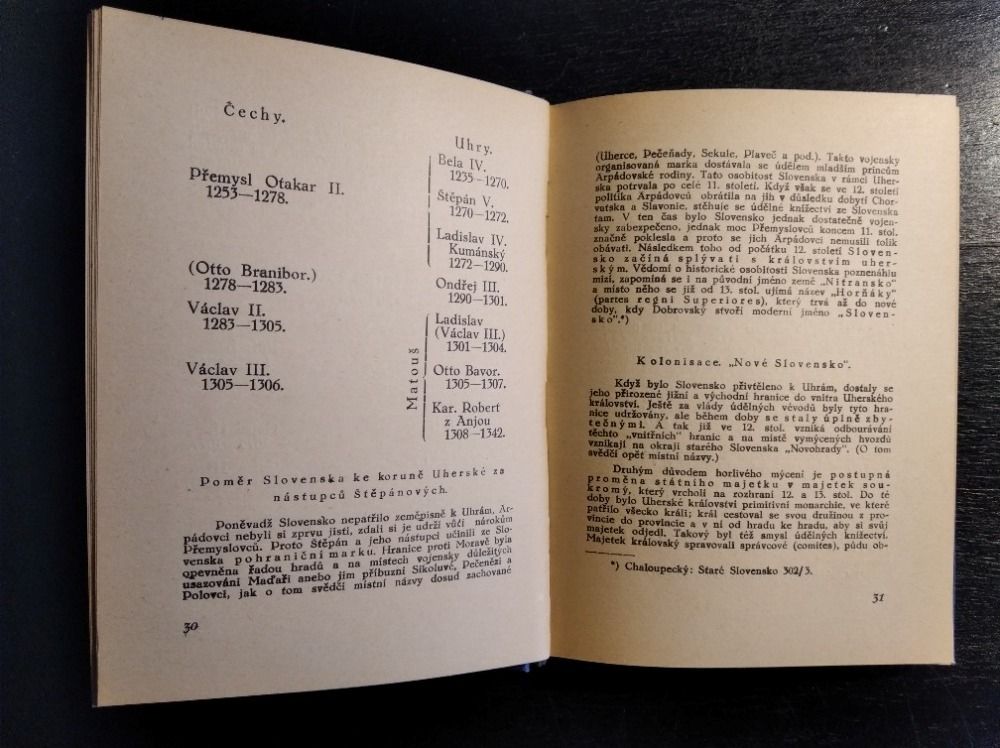 Čechy.
Přemysl Otakar II.
1253—1278.
(Otto Branibor.)
1278—1283.
Václav II.
1283—1305.
Václav III.
1305—1306.
Uhry.
Bela IV.
1235—1270.
Štěpán V.
1270—1272.
Ladislav IV.
Kumánský
1272—1290.
Ondřej III.
1290—1301.
Matouš
Ladislav
(Václav III.)
1301—1304.
Otto Bavor.
1305—1307.
Kar. Robert
z Anjou
1308—1342.
Poměr Slovenska ke koruně Uherské za
nástupců Štěpánových.
Poněvadž Slovensko nepatřilo zeměpisně k Uhrám, Ar-
pádovci nebyli si zprvu jisti, zdali si je udrží vůči nárokům
Přemyslovců. Proto Štěpán a jeho nástupci učinili ze Slo-
venska pohraniční marku. Hranice proti Moravě byla
opevněna řadou hradů a na místech vojensky důležitých
usazováni Maďaři anebo jim příbuzní Sikulové, Pečenězi a
Polovci, jak o tom svědčí místní názvy dosud zachované
30
(Uherce, Pečeňady, Sekule, Plaveč a pod.). Takto vojensky
organisovaná marka dostávala se údělem mladším princům
Arpádovské rodiny. Tato osobitost Slovenska v rámci Uher-
ska potrvala po celé 11. století. Když však se ve 12. století
politika Arpádovců obrátila na jih v důsledku dobytí Chor-
vatska a Slavonie, stěhuje se údělné knížectví ze Slovenska
tam. V ten čas bylo Slovensko jednak dostatečně vojen-
sky zabezpečeno, jednak moc Přemyslovců koncem 11. stol.
značně poklesla a proto se jich Arpádovci nemusili tolik
obávati. Následkem toho od počátku 12. století Sloven-
sko začíná splývati s královstvím uher-
ským. Vědomí o historické osobitosti Slovenska poznenáhlu
mizí, zapomíná se i na původní jméno země „Nitransko“
a místo něho se již od 13. stol. ujímá název „Horňáky“
(partes regni Superiores), který trvá až do nové
doby, kdy Dobrovský stvoří moderní jméno „Sloven-
sko“.*)
Kolonisace. „Nové Slovensko“.
Když bylo Slovensko přivtěleno k Uhrám, dostaly se
jeho přirozené jižní a východní hranice do vnitra Uherského
království. Ještě za vlády údělných vévodů byly tyto hra-
nice udržovány, ale během doby se staly úplně zby-
tečnými. A tak již ve 12. stol. vzniká odbourávání
těchto „vnitřních“ hranic a na místě vymýcených hvozdů
vznikají na okraji starého Slovenska „Novohrady“. (O tom
svědčí opět místní názvy.)
Druhým důvodem horlivého mýcení je postupná
proměna státního majetku v majetek sou-
kromý, který vrcholí na rozhraní 12. a 13. stol. Do té
doby bylo Uherské království primitivní monarchie, ve které
patřilo všecko králi; král cestoval se svou družinou z pro-
vincie do provincie a v ní od hradu ke hradu, aby si svůj
majetek odjedl. Takový byl též smysl údělných knížectví.
Majetek královský spravovali správcové (comites), půdu ob-
*) Chaloupecký: Staré Slovensko 302/3.
31